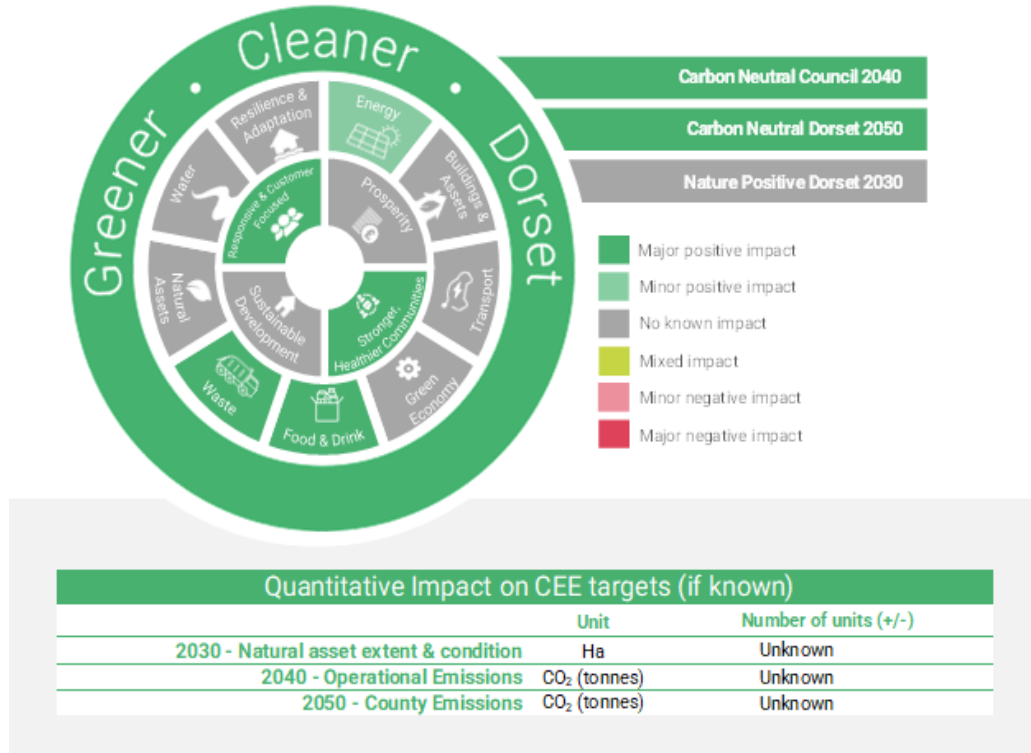 Greener • Cleaner • Dorset
Resilience &
Adaptation
Energy
Buildings &
Assets
Transport
Green
Economy
Food & Drink
Waste
Natural
Assets
Water
Responsive & Customer
Focused
Prosperity
Stronger,
Healthier Communities
Sustainable
Development
Carbon Neutral Council 2040
Carbon Neutral Dorset 2050
Nature Positive Dorset 2030
Major positive impact
Minor positive impact
No known impact
Mixed impact
Minor negative impact
Major negative impact
Quantitative Impact on CEE targets (if known)
Unit Number of units (+/-)
2030 - Natural asset extent & condition Ha Unknown
2040 - Operational Emissions CO₂ (tonnes) Unknown
2050 - County Emissions CO₂ (tonnes) Unknown